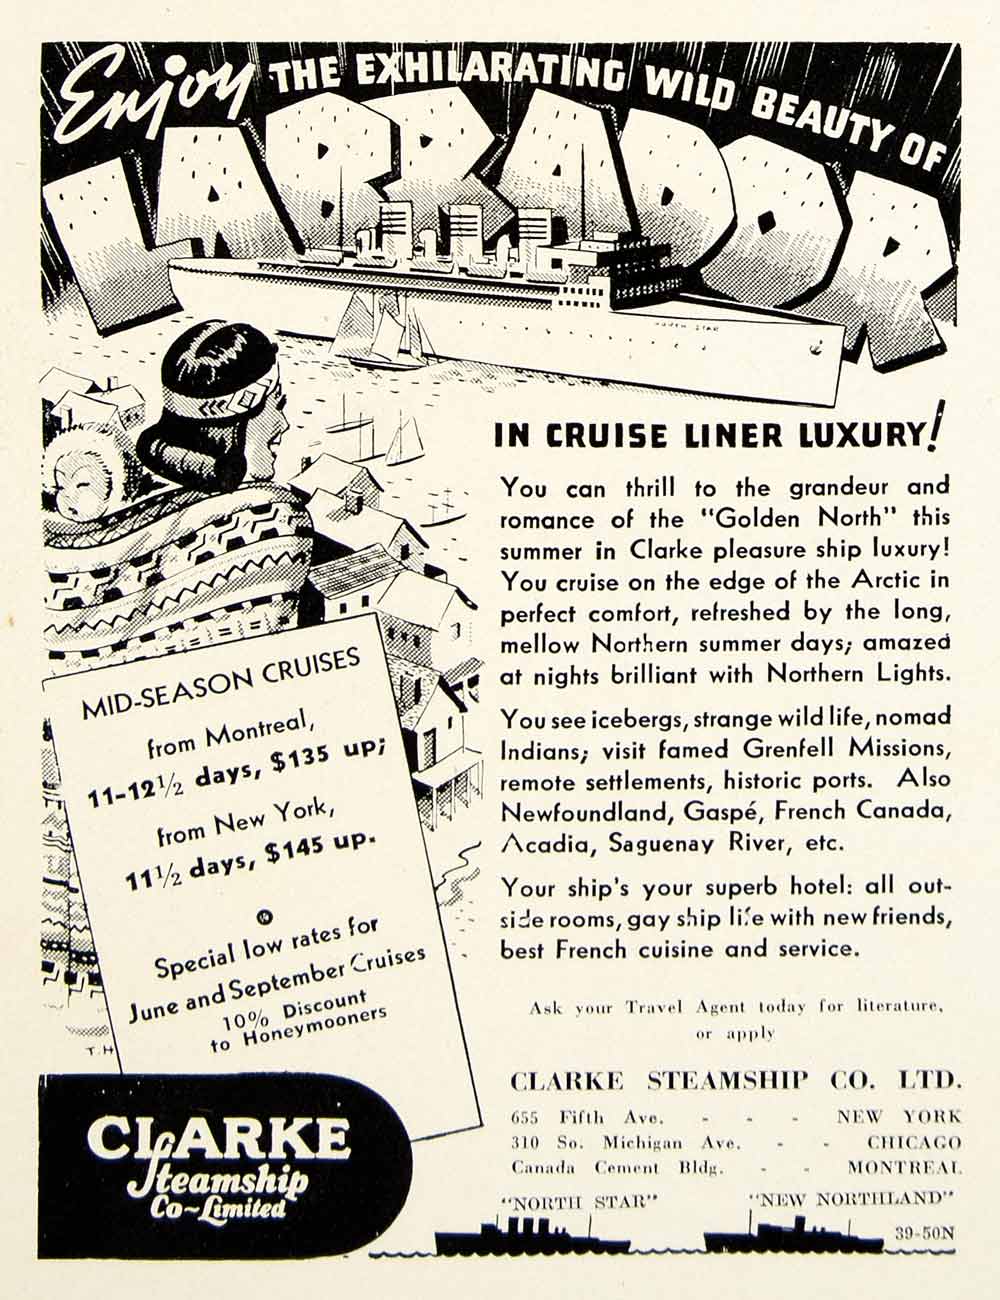 Enjoy THE EXHILARATING WILD BEAUTY OF
LABRADOR
NORTH STAR
IN CRUISE LINER LUXURY!
You can thrill to the grandeur and
romance of the "Golden North" this
summer in Clarke pleasure ship luxury!
You cruise on the edge of the Arctic in
perfect comfort, refreshed by the long,
mellow Northern summer days; amazed
at nights brilliant with Northern Lights.
You see icebergs, strange wild life, nomad
Indians; visit famed Grenfell Missions,
remote settlements, historic ports. Also
Newfoundland, Gaspé, French Canada,
Acadia, Saguenay River, etc.
Your ship's your superb hotel: all out-
side rooms, gay ship life with new friends,
best French cuisine and service.
MID-SEASON CRUISES
from Montreal,
11-12½ days, $135 up;
from New York,
11½ days, $145 up.
Special low rates for
June and September Cruises
10% Discount
to Honeymooners
T.H
Ask your Travel Agent today for literature,
or apply
CLARKE STEAMSHIP CO. LTD.
655 Fifth Ave. - - - NEW YORK
310 So. Michigan Ave. - - CHICAGO
Canada Cement Bldg. - - MONTREAL
"NORTH STAR" "NEW NORTHLAND"
39-50N
CLARKE
Steamship
Co~Limited